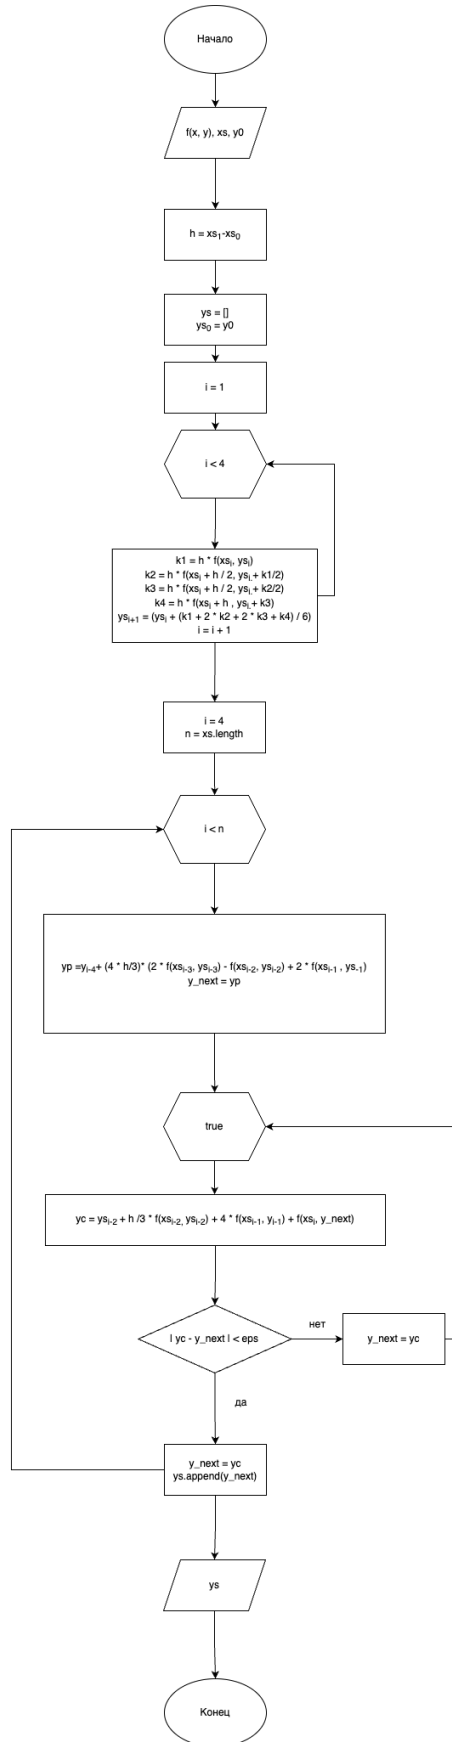 Начало
f(x, y), xs, y0
h = xs₁-xs₀
ys = []
ys₀ = y0
i = 1
i < 4
k1 = h * f(xsᵢ, ysᵢ)
k2 = h * f(xsᵢ + h / 2, ysᵢ + k1/2)
k3 = h * f(xsᵢ + h / 2, ysᵢ + k2/2)
k4 = h * f(xsᵢ + h , ysᵢ + k3)
ysᵢ₊₁ = (ysᵢ + (k1 + 2 * k2 + 2 * k3 + k4) / 6)
i = i + 1
i = 4
n = xs.length
i < n
yp =yᵢ₋₄+ (4 * h/3)* (2 * f(xsᵢ₋₃, ysᵢ₋₃) - f(xsᵢ₋₂, ysᵢ₋₂) + 2 * f(xsᵢ₋₁ , ys₋₁)
y_next = yp
true
yc = ysᵢ₋₂ + h /3 * f(xsᵢ₋₂, ysᵢ₋₂) + 4 * f(xsᵢ₋₁, yᵢ₋₁) + f(xsᵢ, y_next)
| yc - y_next | < eps
нет
y_next = yc
да
y_next = yc
ys.append(y_next)
ys
Конец